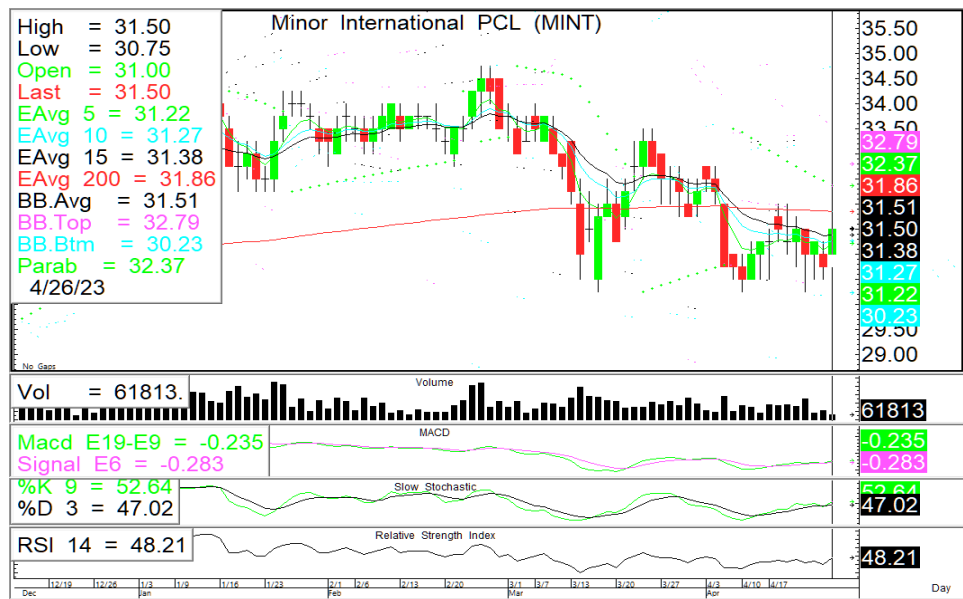 Minor International PCL (MINT)
High = 31.50
Low = 30.75
Open = 31.00
Last = 31.50
EAvg 5 = 31.22
EAvg 10 = 31.27
EAvg 15 = 31.38
EAvg 200 = 31.86
BB.Avg = 31.51
BB.Top = 32.79
BB.Btm = 30.23
Parab = 32.37
4/26/23
35.50
35.00
34.50
34.00
33.50
32.79
32.37
31.86
31.51
31.50
31.38
31.27
31.22
30.23
29.50
29.00
No Gaps
Volume
Vol = 61813.
61813
MACD
Macd E19-E9 = -0.235
Signal E6 = -0.283
-0.235
-0.283
Slow Stochastic
%K 9 = 52.64
%D 3 = 47.02
52.64
47.02
Relative Strength Index
RSI 14 = 48.21
48.21
12/19 12/26 1/3 1/9 1/16 1/23 2/1 2/6 2/13 2/20 3/1 3/7 3/13 3/20 3/27 4/3 4/10 4/17
Dec Jan Feb Mar Apr Day